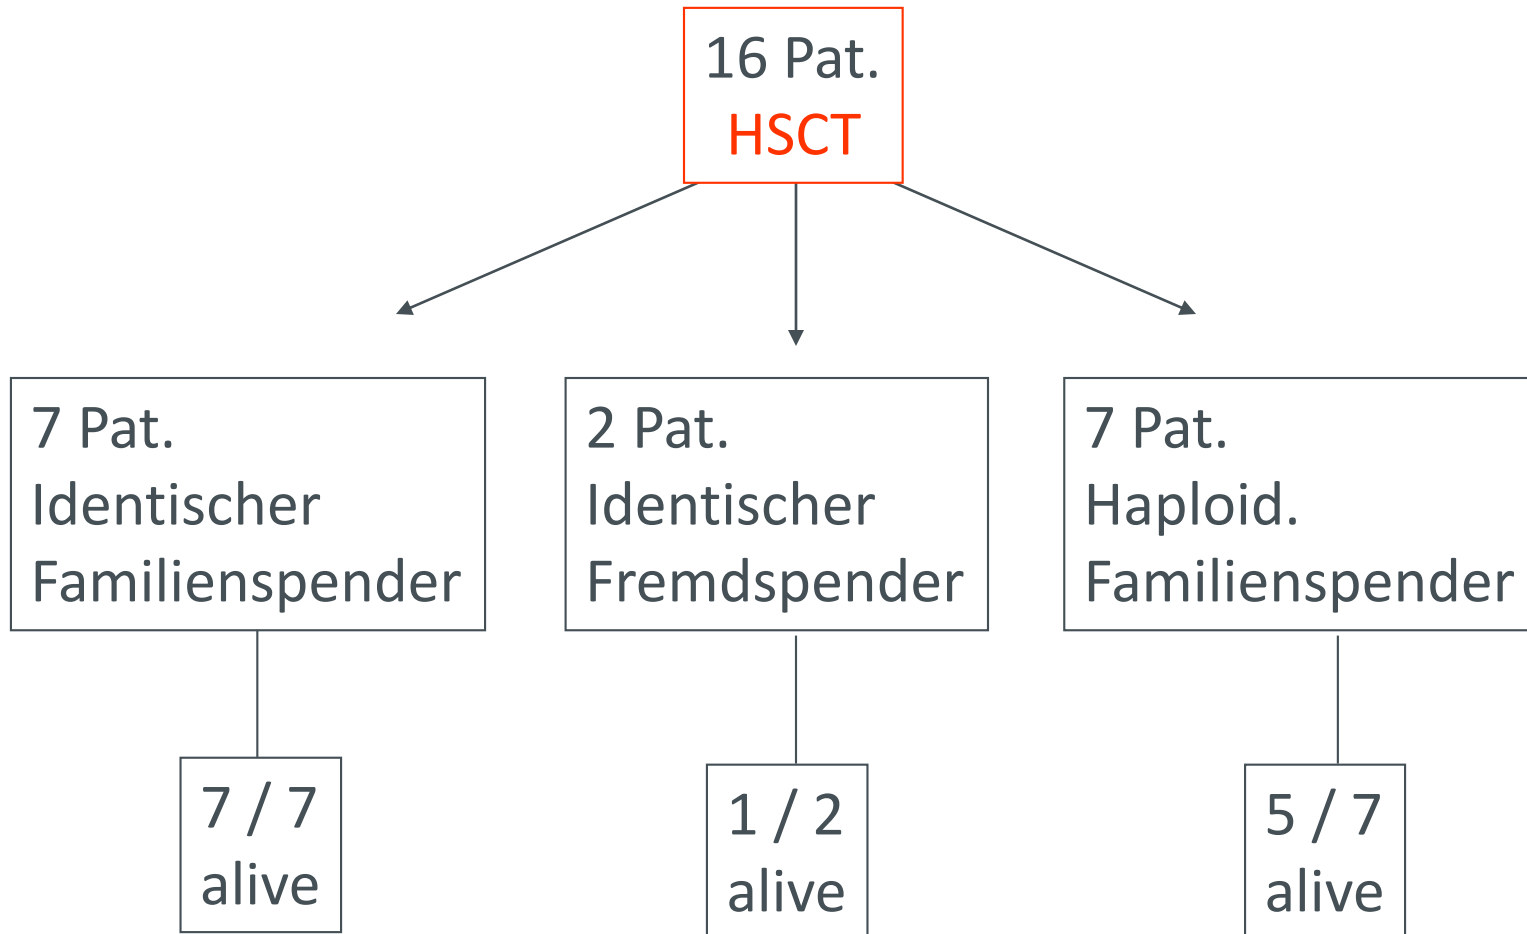 16 Pat.
HSCT
7 Pat.
Identischer
Familienspender
2 Pat.
Identischer
Fremdspender
7 Pat.
Haploid.
Familienspender
7 / 7
alive
1 / 2
alive
5 / 7
alive